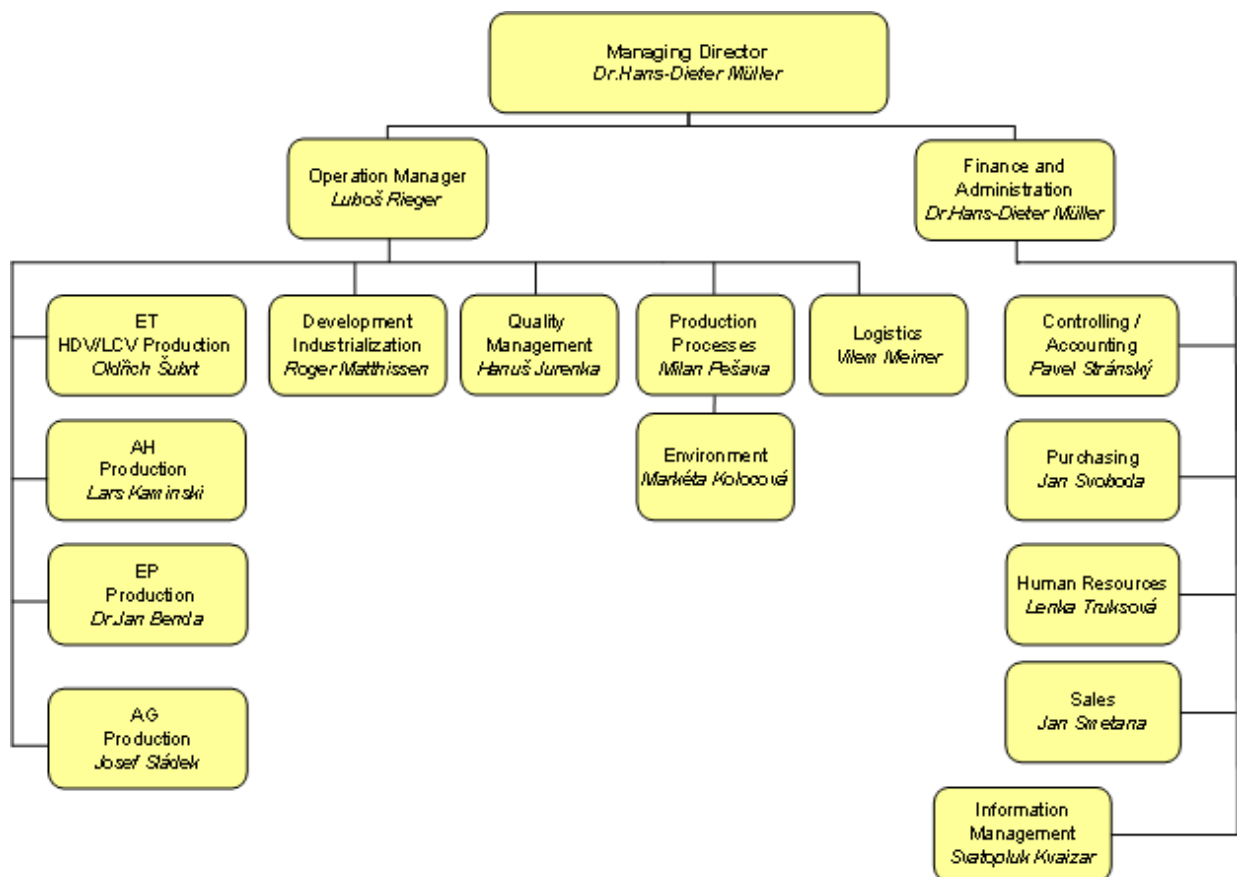 Managing Director
Dr.Hans-Dieter Müller
Operation Manager
Luboš Rieger
Finance and
Administration
Dr.Hans-Dieter Müller
ET
HDV/LCV Production
Oldřich Šubrt
Development
Industrialization
Roger Matthissen
Quality
Management
Hanuš Jurenka
Production
Processes
Milan Pešava
Logistics
Vilem Meiner
Controlling /
Accounting
Pavel Stránský
AH
Production
Lars Kaminski
Environment
Markéta Kolocová
Purchasing
Jan Svoboda
EP
Production
Dr.Jan Benda
Human Resources
Lenka Truksová
AG
Production
Josef Sládek
Sales
Jan Smetana
Information
Management
Svatopluk Kvaizar